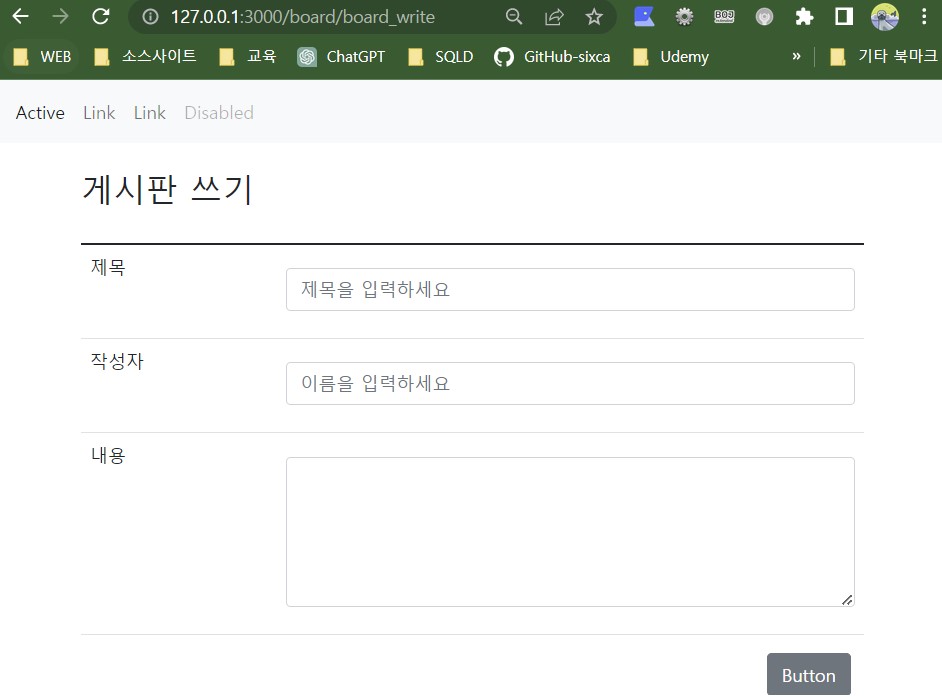 127.0.0.1:3000/board/board_write
WEB 소스사이트 교육 ChatGPT SQLD GitHub-sixca Udemy » 기타 북마크
Active Link Link Disabled
게시판 쓰기
제목
제목을 입력하세요
작성자
이름을 입력하세요
내용
Button